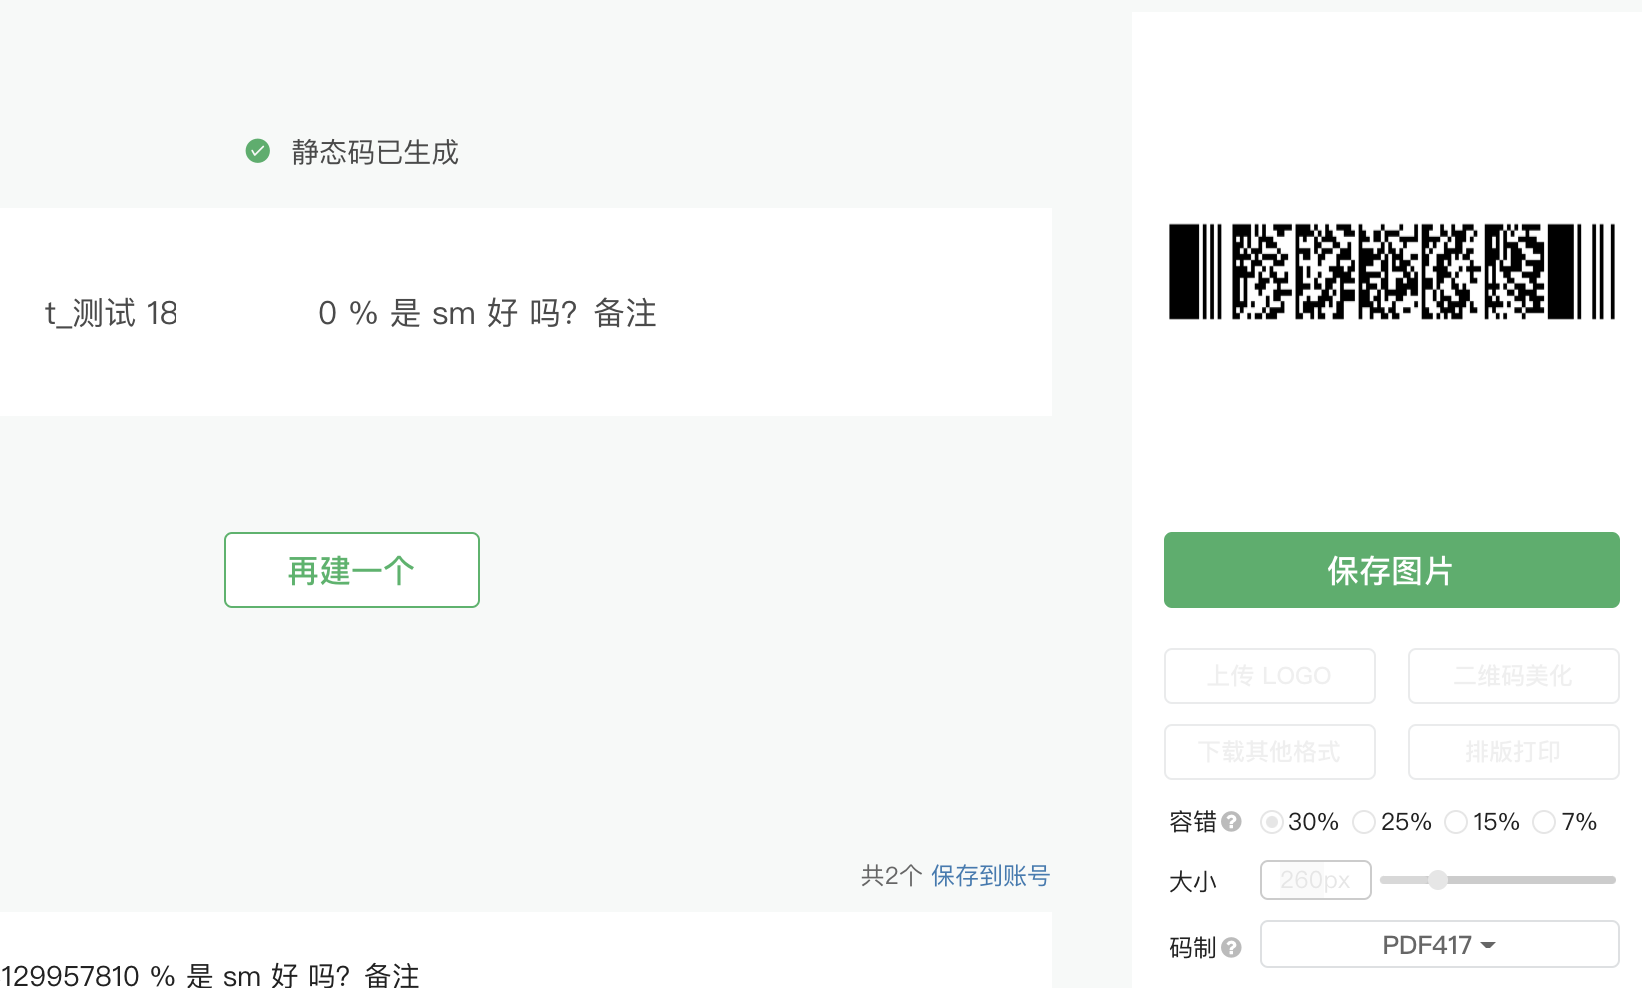 静态码已生成
t_测试 18 0 % 是 sm 好 吗? 备注
再建一个
保存图片
上传 LOGO
二维码美化
下载其他格式
排版打印
容错 30% 25% 15% 7%
大小 260px
码制 PDF417
共2个 保存到账号
129957810 % 是 sm 好 吗? 备注